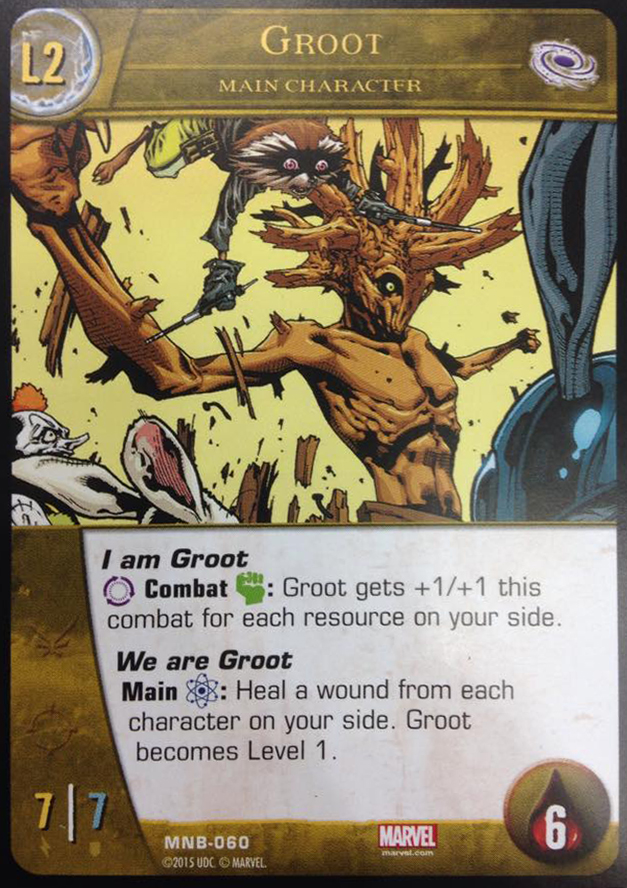 L2
GROOT
MAIN CHARACTER
I am Groot
Combat : Groot gets +1/+1 this
combat for each resource on your side.
We are Groot
Main : Heal a wound from each
character on your side. Groot
becomes Level 1.
7 | 7
6
MNB-060
MARVEL
marvel.com
©2015 UDC. © MARVEL.